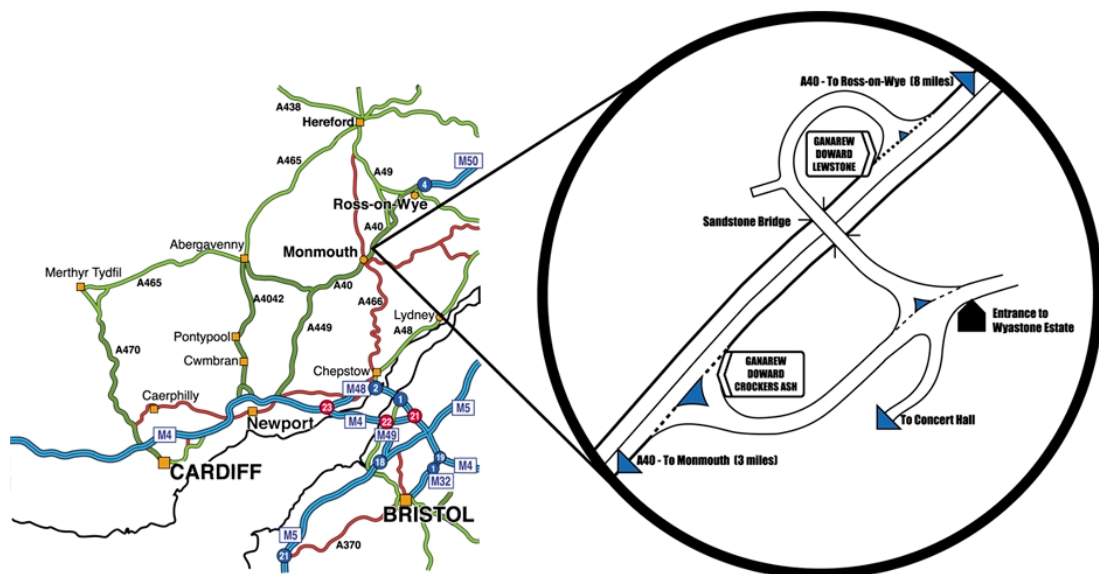 A438
Hereford
A465
A49
M50
4
Ross-on-Wye
A40
Abergavenny
Monmouth
Merthyr Tydfil
A465
A40
A4042
A466
A449
Lydney
A48
A470
Pontypool
Cwmbran
Chepstow
Caerphilly
M48
2
1
M5
23
Newport
M4
22
21
M4
M49
CARDIFF
18
19
M4
1
M32
BRISTOL
M5
A370
21
A40 - To Ross-on-Wye (8 miles)
GANAREW
DOWARD
LEWSTONE
Sandstone Bridge
Entrance to
Wyastone Estate
GANAREW
DOWARD
CROCKERS ASH
To Concert Hall
A40 - To Monmouth (3 miles)